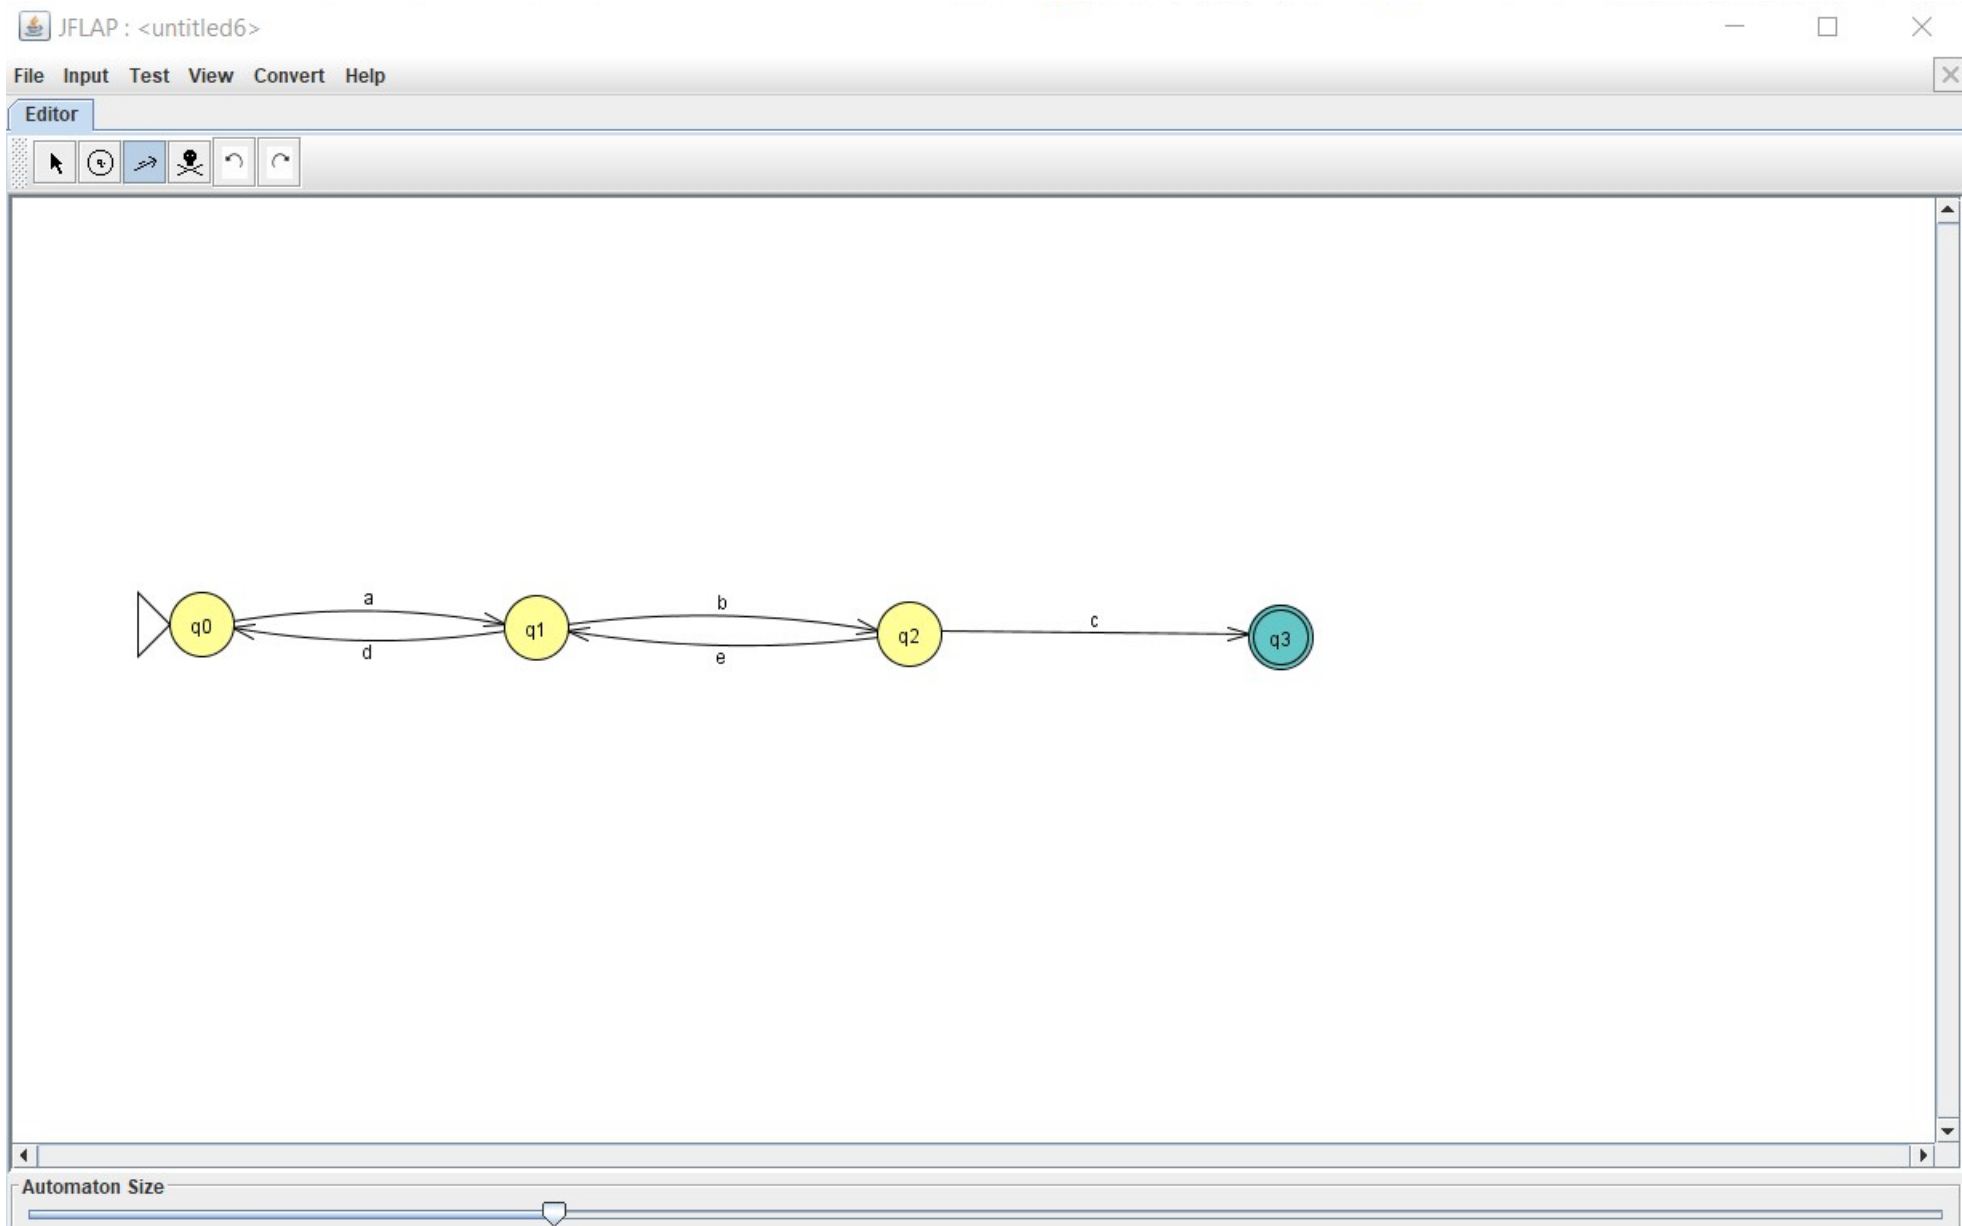 JFLAP : <untitled6>
File Input Test View Convert Help
Editor
a
b
c
q0
q1
q2
q3
d
e
Automaton Size